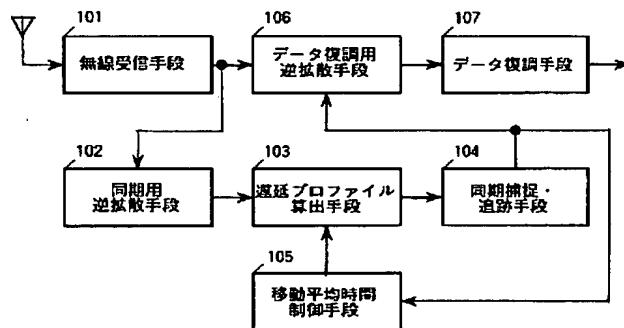 101
無線受信手段
106
データ復調用
逆拡散手段
107
データ復調手段
102
同期用
逆拡散手段
103
遅延プロファイル
算出手段
104
同期捕捉・
追跡手段
105
移動平均時間
制御手段